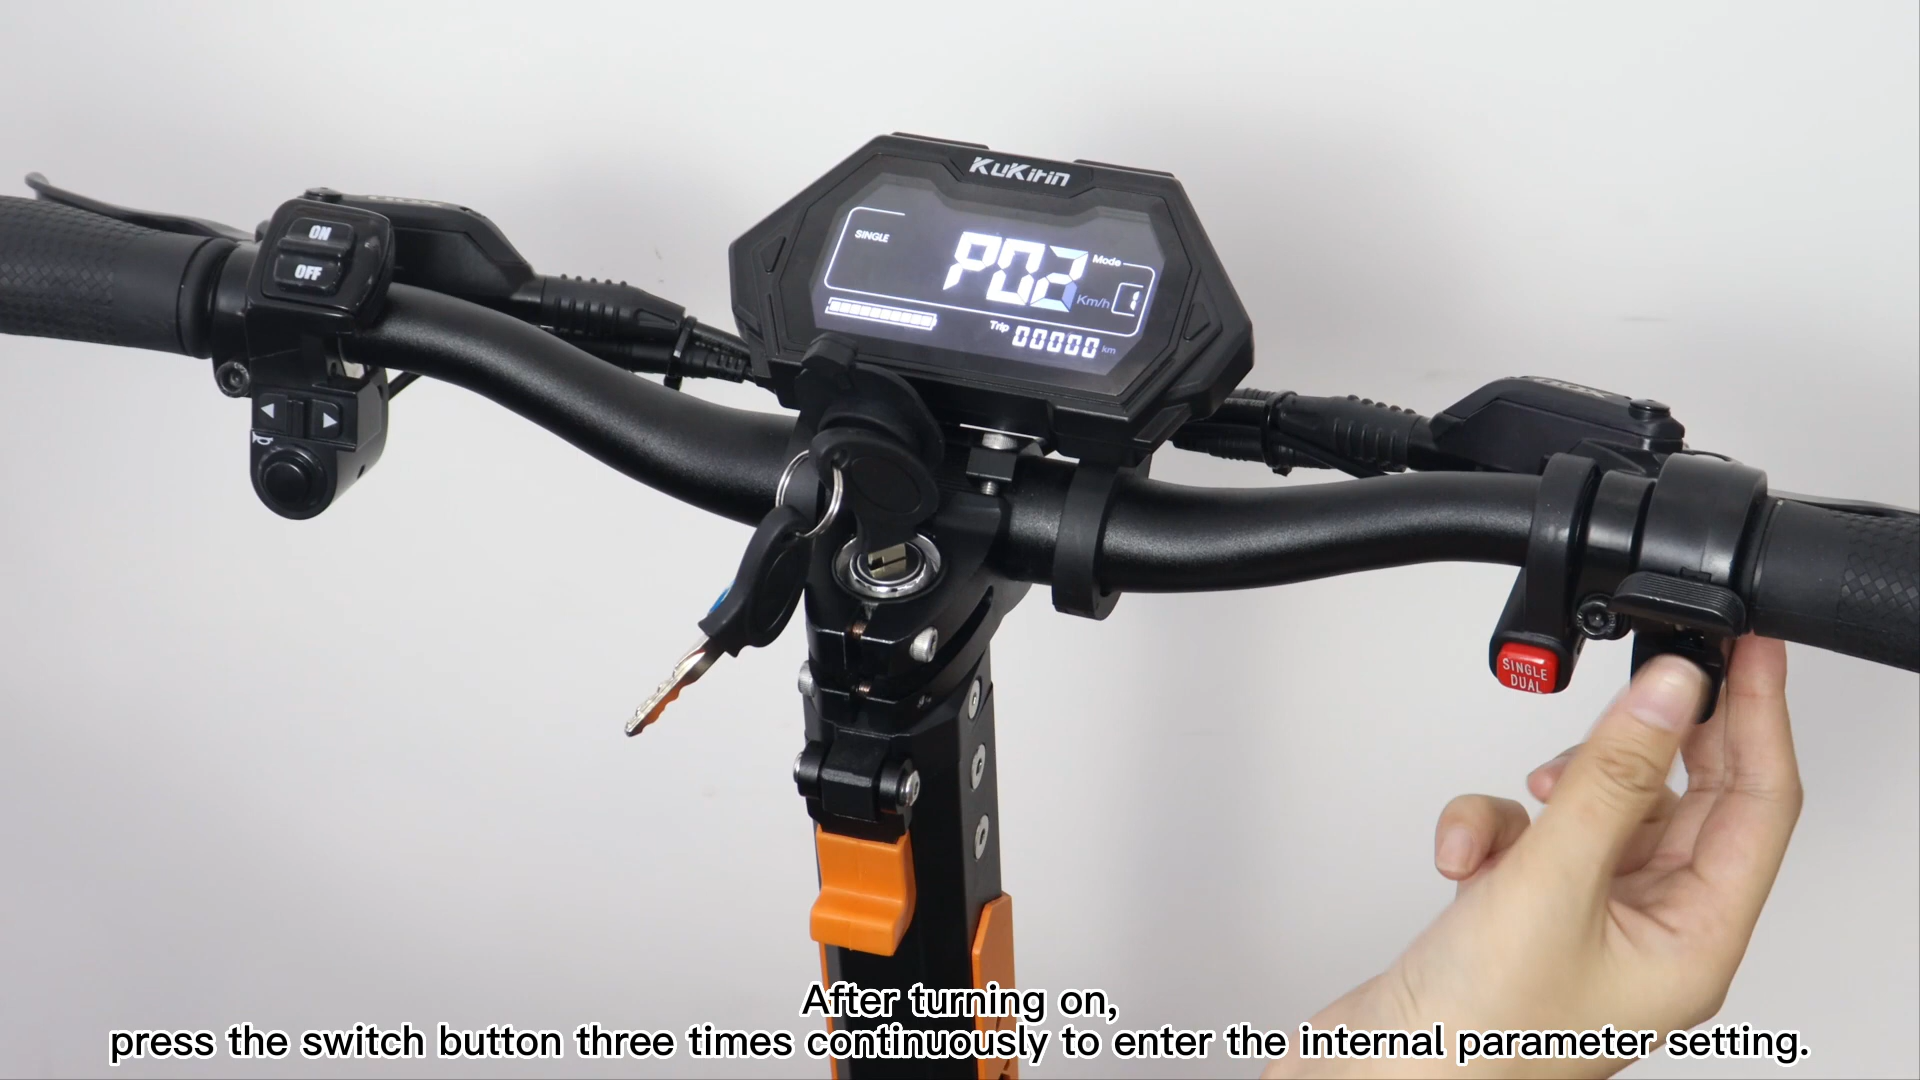 KuKirin
ON
OFF
SINGLE
P02
Mode
Km/h
1
Trip
00000
km
SINGLE
DUAL
After turning on,
press the switch button three times continuously to enter the internal parameter setting.